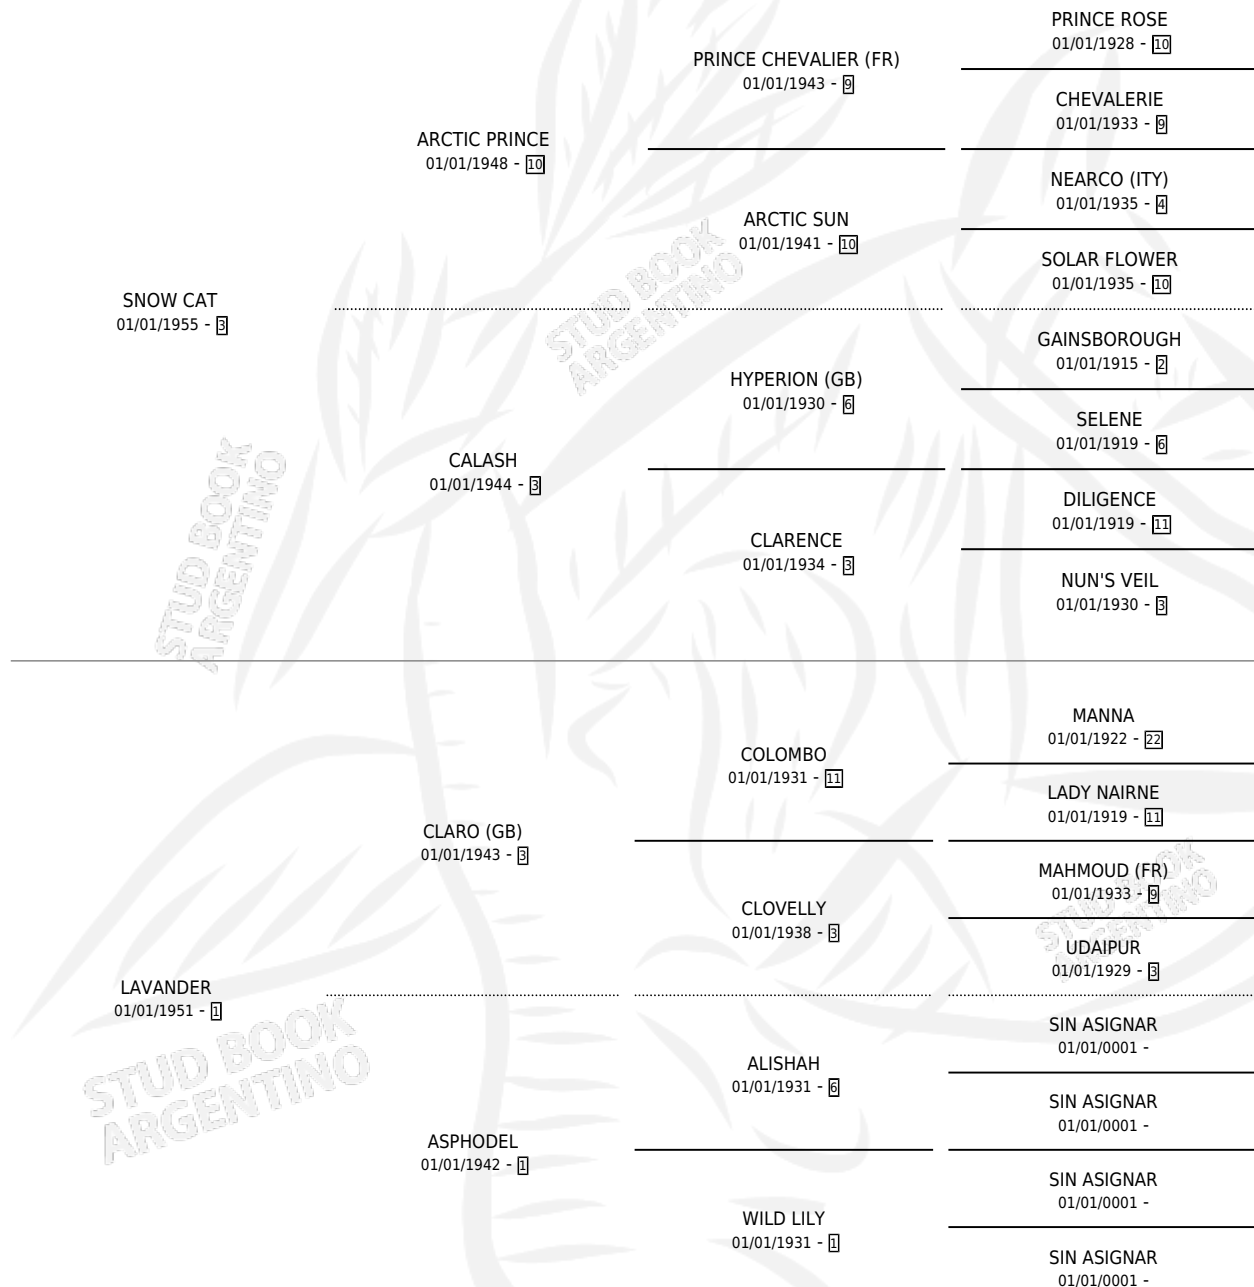 PRINCE ROSE
01/01/1928 - 10
PRINCE CHEVALIER (FR)
01/01/1943 - 9
CHEVALERIE
01/01/1933 - 9
ARCTIC PRINCE
01/01/1948 - 10
NEARCO (ITY)
01/01/1935 - 4
ARCTIC SUN
01/01/1941 - 10
SOLAR FLOWER
01/01/1935 - 10
SNOW CAT
01/01/1955 - 3
GAINSBOROUGH
01/01/1915 - 2
HYPERION (GB)
01/01/1930 - 6
SELENE
01/01/1919 - 6
CALASH
01/01/1944 - 3
DILIGENCE
01/01/1919 - 11
CLARENCE
01/01/1934 - 3
NUN'S VEIL
01/01/1930 - 3
MANNA
01/01/1922 - 22
COLOMBO
01/01/1931 - 11
LADY NAIRNE
01/01/1919 - 11
CLARO (GB)
01/01/1943 - 3
MAHMOUD (FR)
01/01/1933 - 9
CLOVELLY
01/01/1938 - 3
UDAIPUR
01/01/1929 - 3
LAVANDER
01/01/1951 - 1
SIN ASIGNAR
01/01/0001 -
ALISHAH
01/01/1931 - 6
SIN ASIGNAR
01/01/0001 -
ASPHODEL
01/01/1942 - 1
SIN ASIGNAR
01/01/0001 -
WILD LILY
01/01/1931 - 1
SIN ASIGNAR
01/01/0001 -
STUD BOOK
ARGENTINO
STUD BOOK
ARGENTINO
STUD BOOK
ARGENTINO
STUD BOOK
ARGENTINO